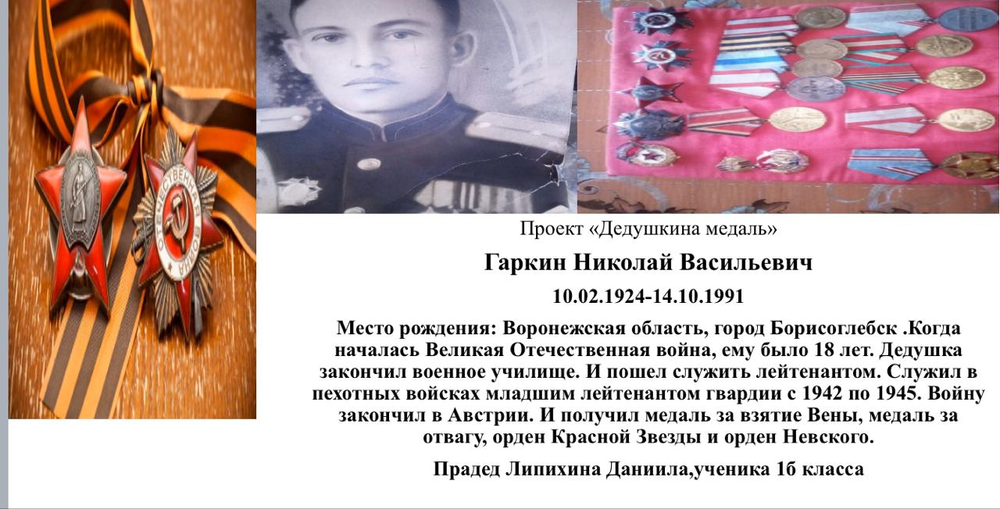 ОТЕЧЕСТВЕННАЯ ВОЙНА
Проект «Дедушкина медаль»
Гаркин Николай Васильевич
10.02.1924-14.10.1991
Место рождения: Воронежская область, город Борисоглебск .Когда
началась Великая Отечественная война, ему было 18 лет. Дедушка
закончил военное училище. И пошел служить лейтенантом. Служил в
пехотных войсках младшим лейтенантом гвардии с 1942 по 1945. Войну
закончил в Австрии. И получил медаль за взятие Вены, медаль за
отвагу, орден Красной Звезды и орден Невского.
Прадед Липихина Даниила,ученика 1б класса